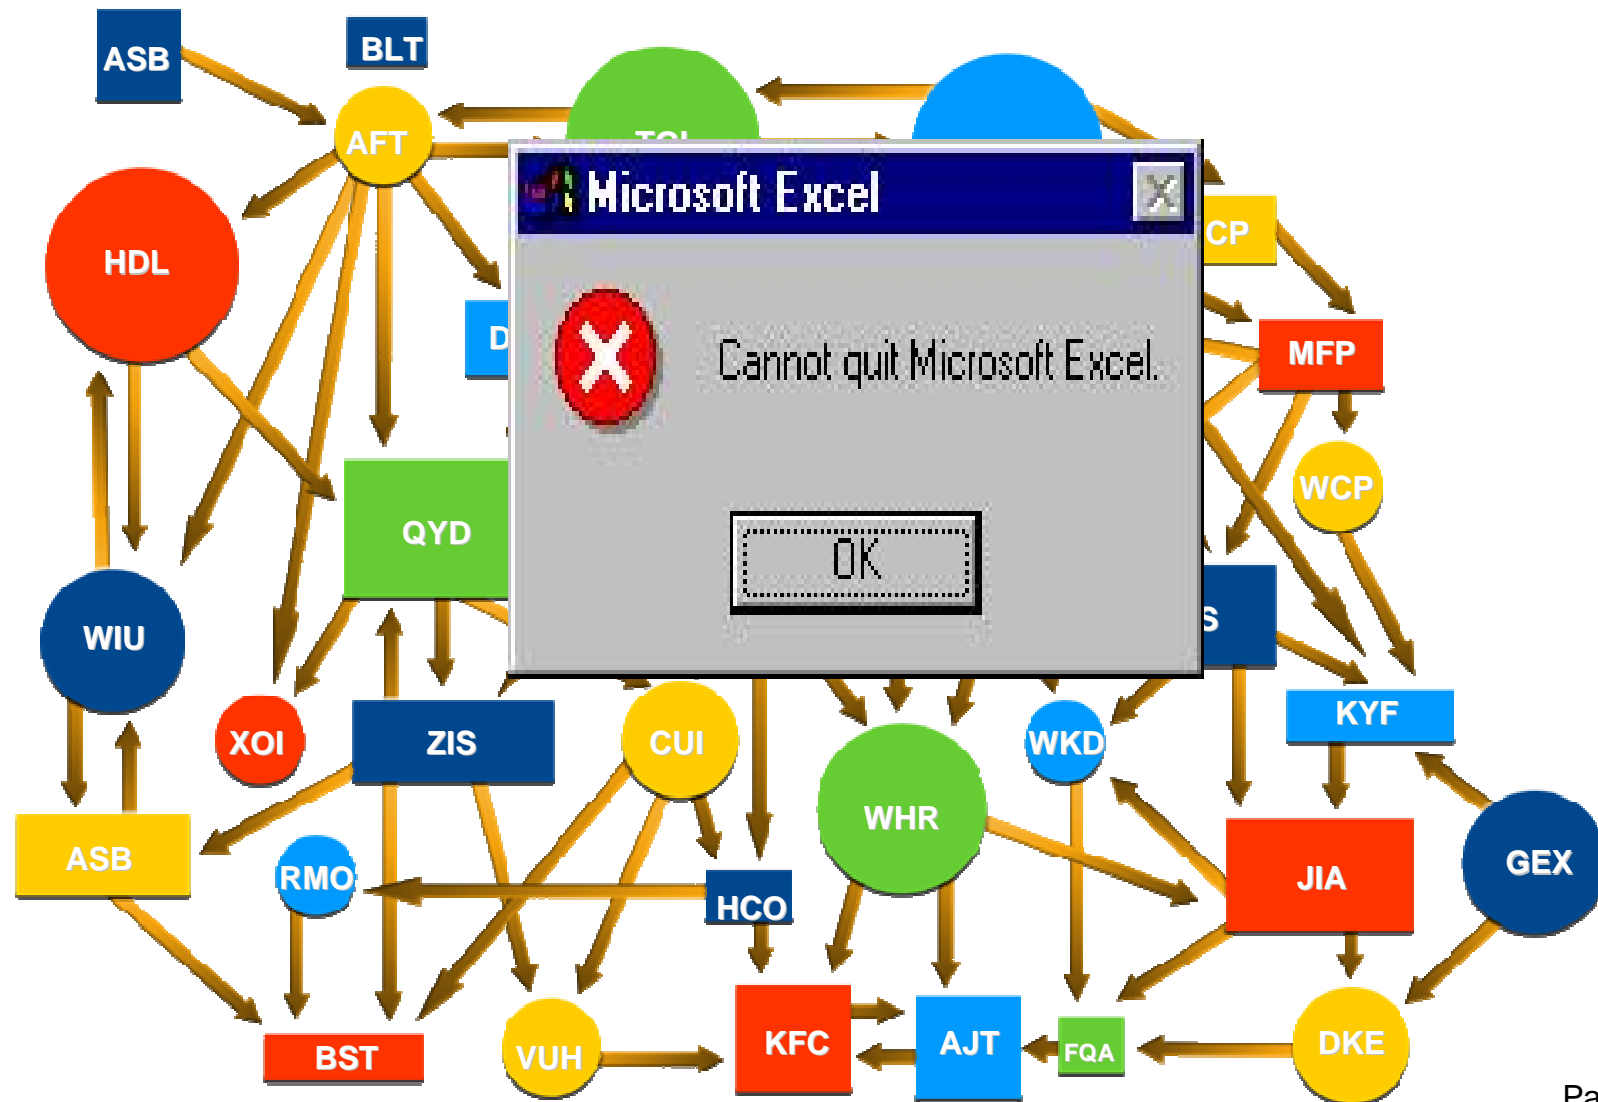 ASB
BLT
AFT
Microsoft Excel
CP
HDL
D
Cannot quit Microsoft Excel.
MFP
WCP
QYD
OK
S
WIU
KYF
XOI
ZIS
CUI
WKD
WHR
ASB
RMO
HCO
JIA
GEX
BST
VUH
KFC
AJT
FQA
DKE
Pa